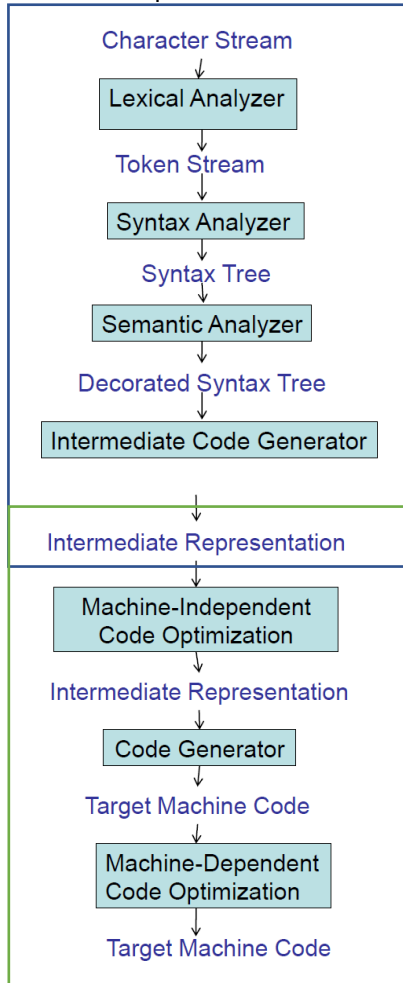 Character Stream
Lexical Analyzer
Token Stream
Syntax Analyzer
Syntax Tree
Semantic Analyzer
Decorated Syntax Tree
Intermediate Code Generator
Intermediate Representation
Machine-Independent
Code Optimization
Intermediate Representation
Code Generator
Target Machine Code
Machine-Dependent
Code Optimization
Target Machine Code